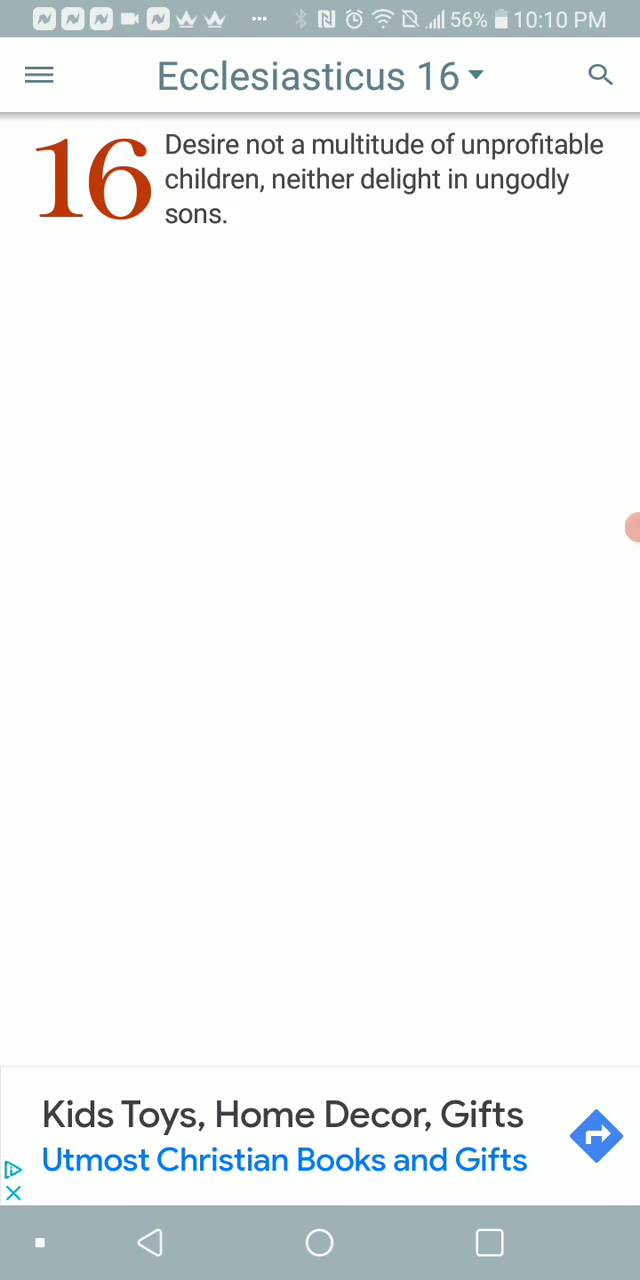 56% 10:10 PM
Ecclesiasticus 16
16 Desire not a multitude of unprofitable
children, neither delight in ungodly
sons.
Kids Toys, Home Decor, Gifts
Utmost Christian Books and Gifts